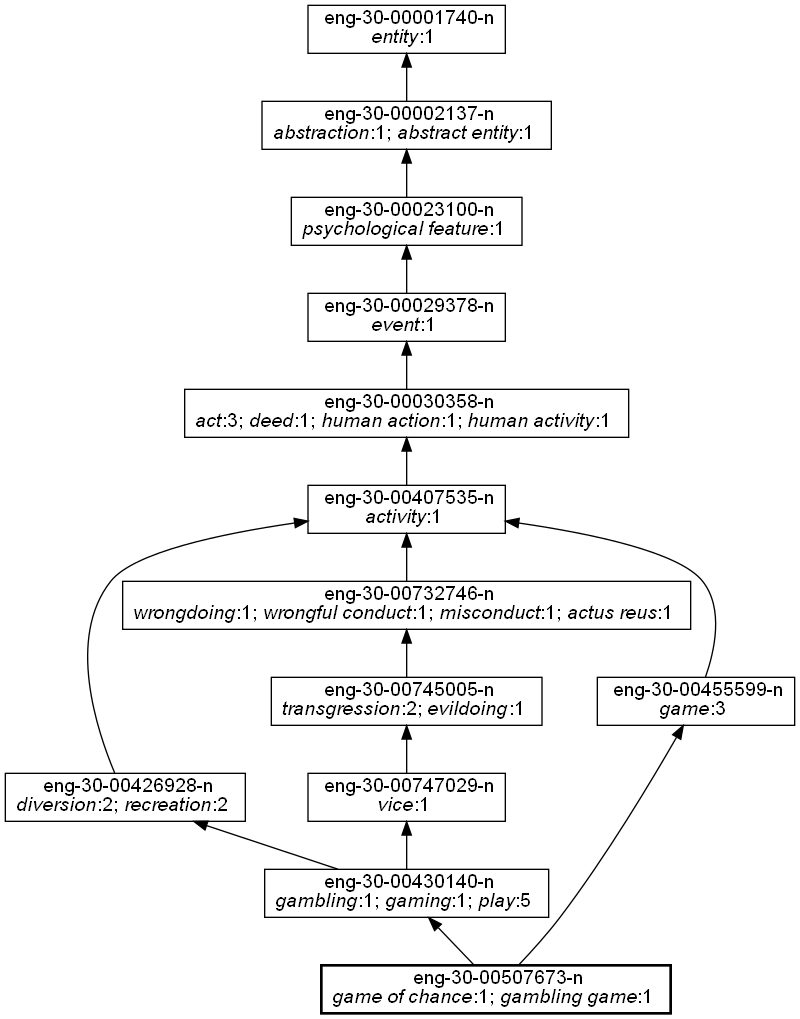 eng-30-00001740-n
entity:1
eng-30-00002137-n
abstraction:1; abstract entity:1
eng-30-00023100-n
psychological feature:1
eng-30-00029378-n
event:1
eng-30-00030358-n
act:3; deed:1; human action:1; human activity:1
eng-30-00407535-n
activity:1
eng-30-00732746-n
wrongdoing:1; wrongful conduct:1; misconduct:1; actus reus:1
eng-30-00745005-n
transgression:2; evildoing:1
eng-30-00455599-n
game:3
eng-30-00426928-n
diversion:2; recreation:2
eng-30-00747029-n
vice:1
eng-30-00430140-n
gambling:1; gaming:1; play:5
eng-30-00507673-n
game of chance:1; gambling game:1